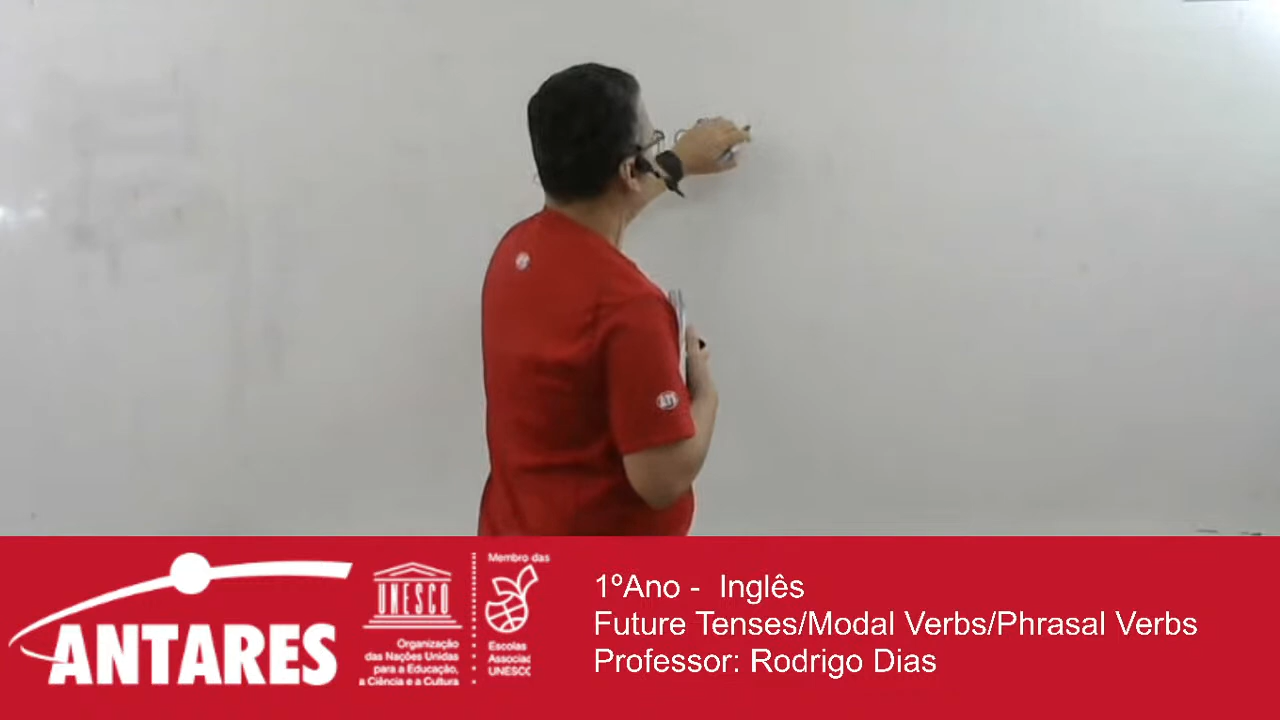 1ºAno - Inglês
Future Tenses/Modal Verbs/Phrasal Verbs
Professor: Rodrigo Dias
ANTARES
UNESCO
Organização
das Nações Unidas
para a Educação,
a Ciência e a Cultura
Membro das
Escolas
Associac
UNESCO